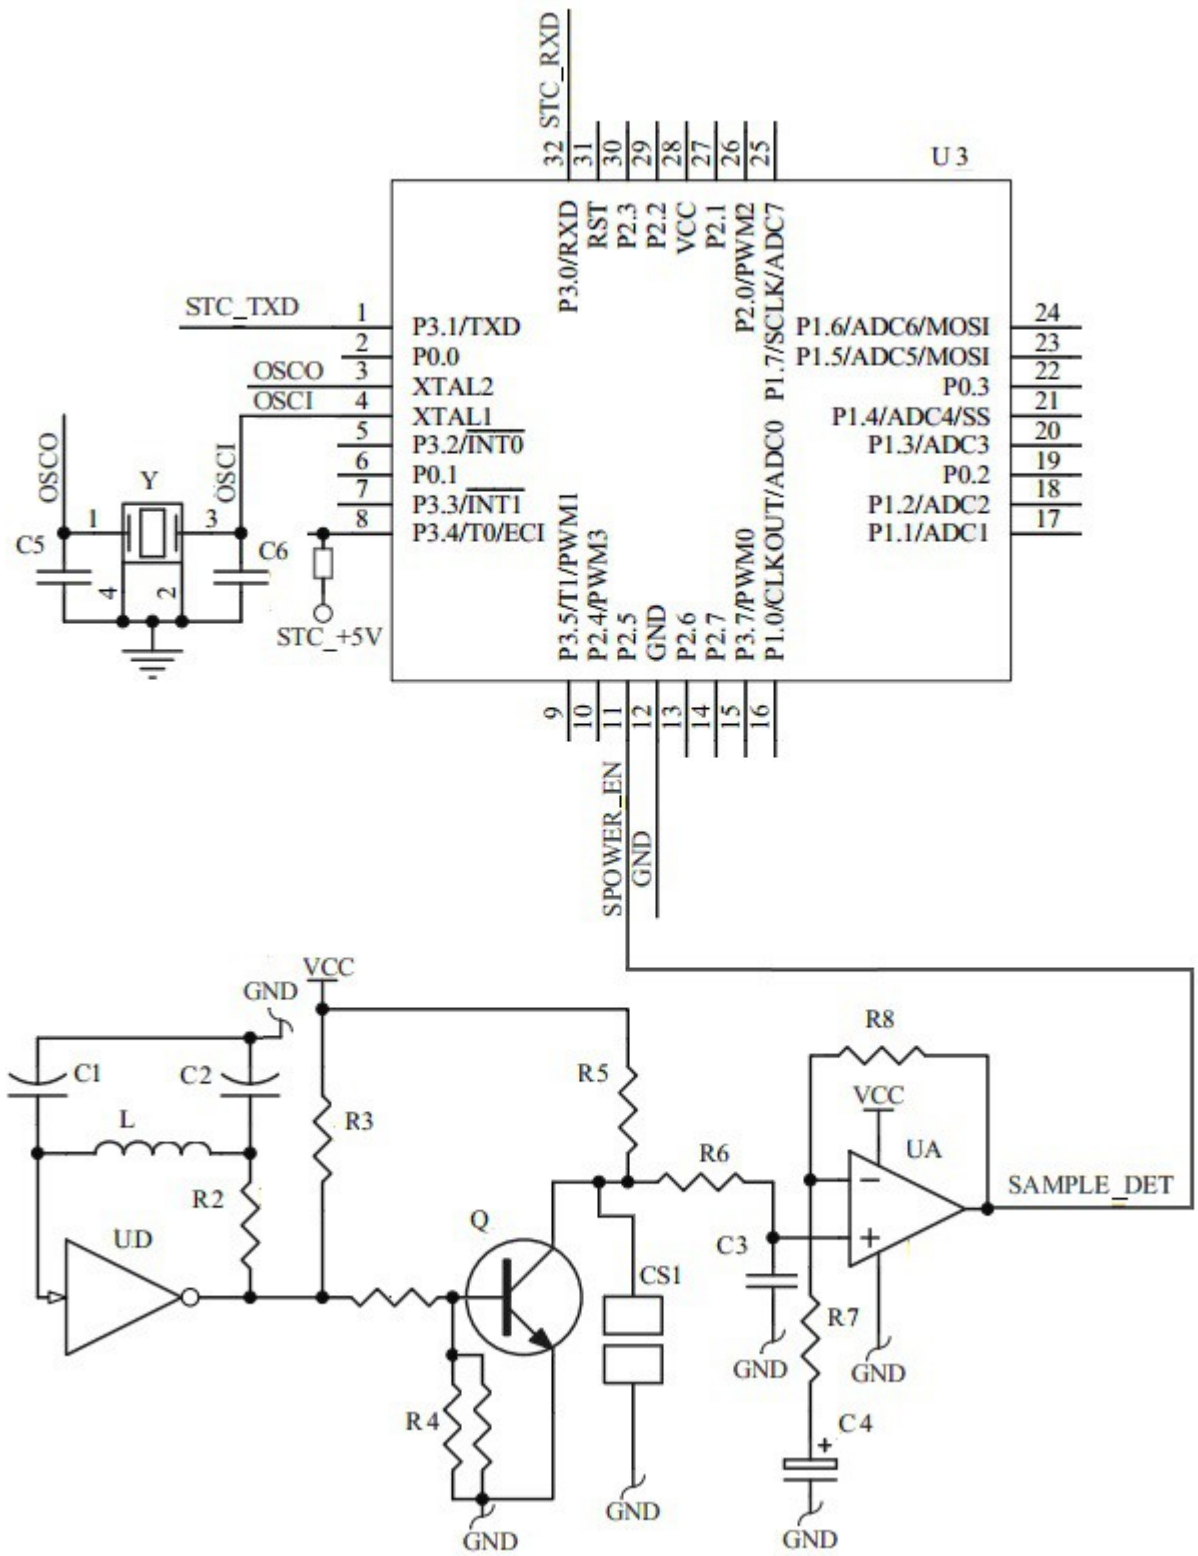 STC_RXD
32
31
30
29
28
27
26
25
U3
P3.0/RXD
RST
P2.3
P2.2
VCC
P2.1
P2.0/PWM2
P1.7/SCLK/ADC7
STC_TXD
1
P3.1/TXD
2
P0.0
OSCO
3
XTAL2
OSCI
4
XTAL1
5
P3.2/INT0
6
P0.1
7
P3.3/INT1
8
P3.4/T0/ECI
P1.6/ADC6/MOSI
24
P1.5/ADC5/MOSI
23
P0.3
22
P1.4/ADC4/SS
21
P1.3/ADC3
20
P0.2
19
P1.2/ADC2
18
P1.1/ADC1
17
OSCO
Y
OSCI
1
3
C5
C6
4
2
STC_+5V
P3.5/T1/PWM1
P2.4/PWM3
P2.5
GND
P2.6
P2.7
P3.7/PWM0
P1.0/CLKOUT/ADC0
9
10
11
12
13
14
15
16
SPOWER_EN
GND
VCC
GND
C1
C2
L
R3
R2
R5
R8
VCC
UA
R6
SAMPLE_DET
UD
Q
C3
CS1
R7
GND
GND
R4
C4
+
GND
GND
GND